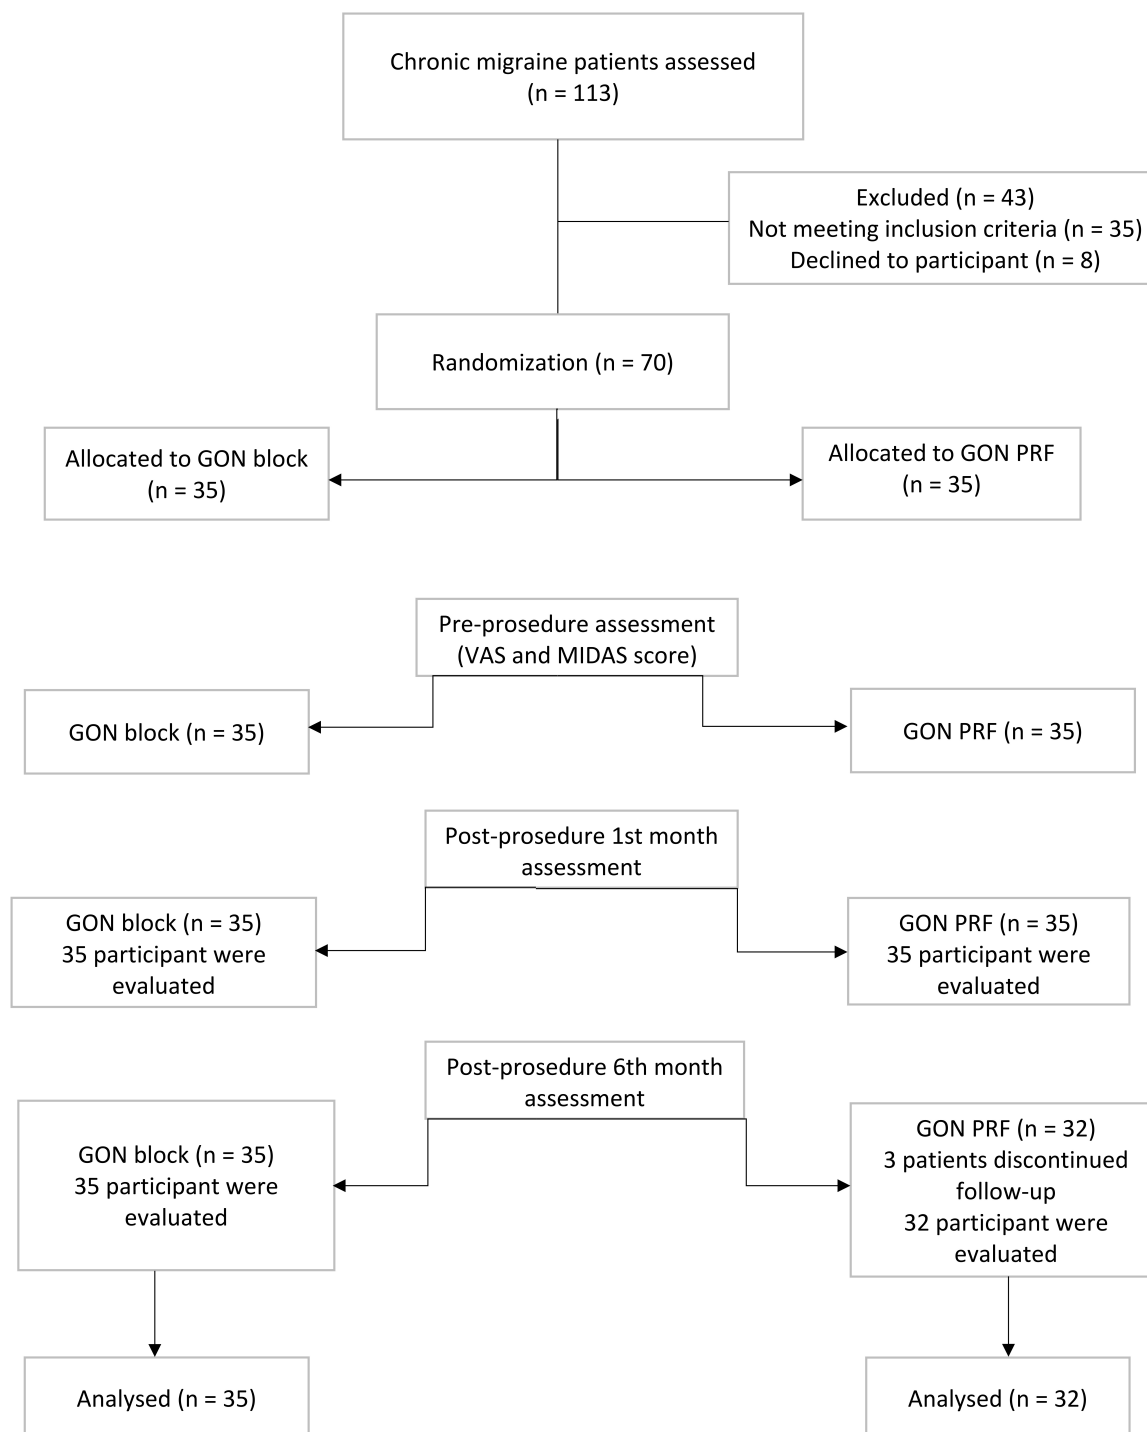 Chronic migraine patients assessed
(n = 113)
Excluded (n = 43)
Not meeting inclusion criteria (n = 35)
Declined to participant (n = 8)
Randomization (n = 70)
Allocated to GON block
(n = 35)
Allocated to GON PRF
(n = 35)
Pre-prosedure assessment
(VAS and MIDAS score)
GON block (n = 35)
GON PRF (n = 35)
Post-prosedure 1st month
assessment
GON block (n = 35)
35 participant were
evaluated
GON PRF (n = 35)
35 participant were
evaluated
Post-prosedure 6th month
assessment
GON block (n = 35)
35 participant were
evaluated
GON PRF (n = 32)
3 patients discontinued
follow-up
32 participant were
evaluated
Analysed (n = 35)
Analysed (n = 32)